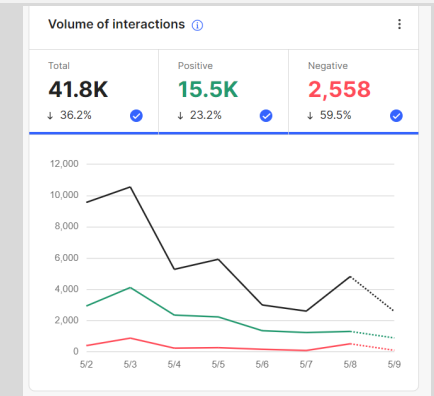 Volume of interactions
Total
41.8K
↓ 36.2%
Positive
15.5K
↓ 23.2%
Negative
2,558
↓ 59.5%
12,000
10,000
8,000
6,000
4,000
2,000
0
5/2 5/3 5/4 5/5 5/6 5/7 5/8 5/9